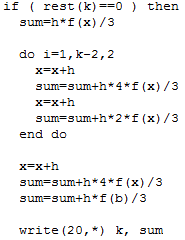 if ( rest(k)==0 ) then
sum=h*f(x)/3
do i=1,k-2,2
x=x+h
sum=sum+h*4*f(x)/3
x=x+h
sum=sum+h*2*f(x)/3
end do
x=x+h
sum=sum+h*4*f(x)/3
sum=sum+h*f(b)/3
write(20,*) k, sum